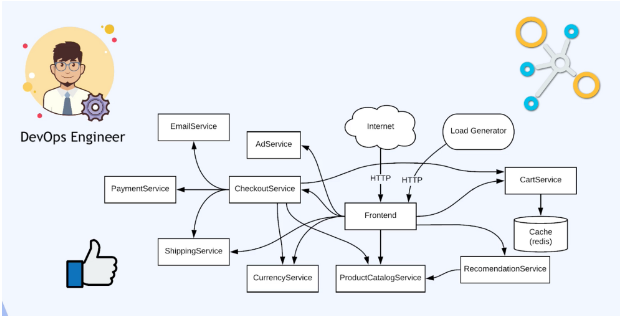 DevOps Engineer
EmailService
Internet
Load Generator
AdService
HTTP
HTTP
PaymentService
CheckoutService
CartService
Frontend
Cache
(redis)
ShippingService
CurrencyService
ProductCatalogService
RecomendationService